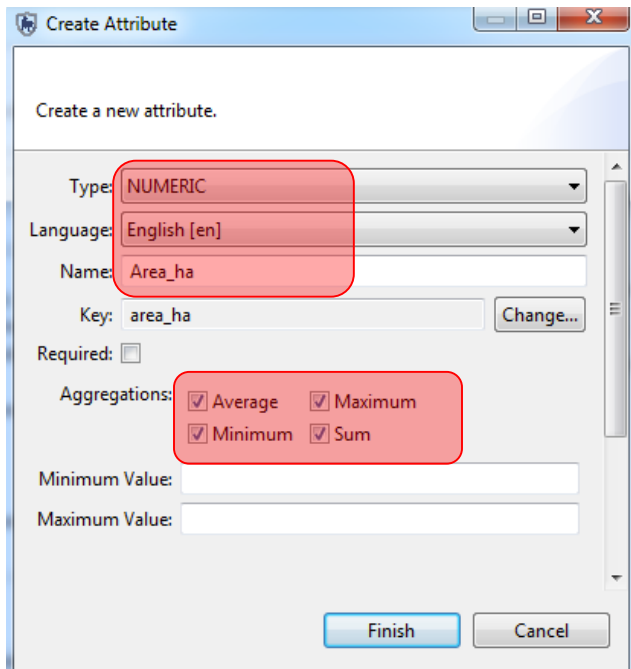 Create Attribute
Create a new attribute.
Type: NUMERIC
Language: English [en]
Name: Area_ha
Key: area_ha Change...
Required:
Aggregations: Average Maximum
Minimum Sum
Minimum Value:
Maximum Value:
Finish Cancel